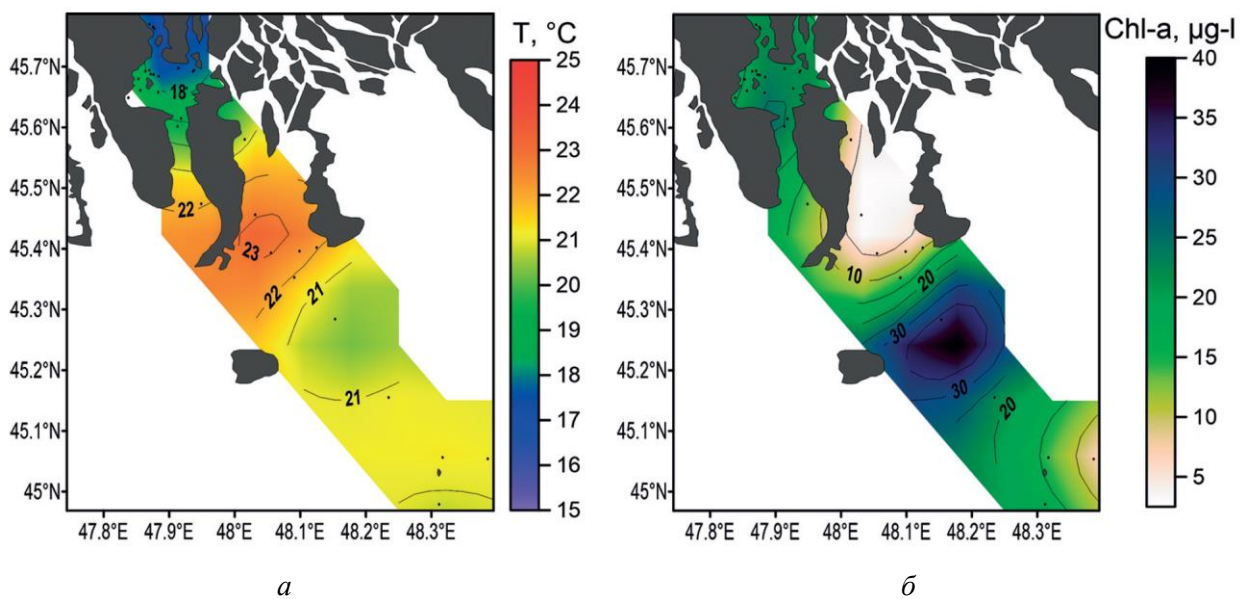 T, °C
25
24
23
22
21
20
19
18
17
16
15
45.7°N
45.6°N
45.5°N
45.4°N
45.3°N
45.2°N
45.1°N
45°N
47.8°E 47.9°E 48°E 48.1°E 48.2°E 48.3°E
18
22
23
22
21
21
а
Chl-a, µg-l
40
35
30
25
20
15
10
5
45.7°N
45.6°N
45.5°N
45.4°N
45.3°N
45.2°N
45.1°N
45°N
47.8°E 47.9°E 48°E 48.1°E 48.2°E 48.3°E
10
20
30
30
20
б